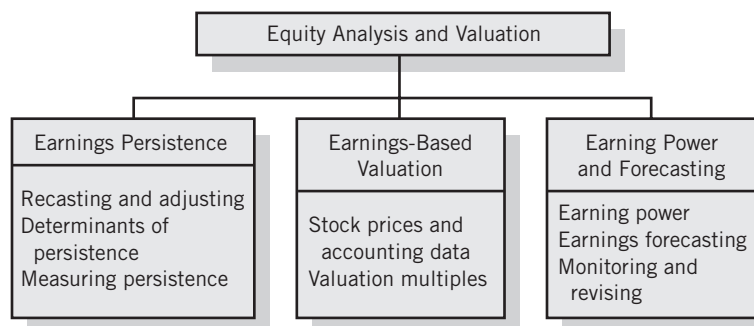 Equity Analysis and Valuation
Earnings Persistence
Recasting and adjusting
Determinants of
persistence
Measuring persistence
Earnings-Based
Valuation
Stock prices and
accounting data
Valuation multiples
Earning Power
and Forecasting
Earning power
Earnings forecasting
Monitoring and
revising